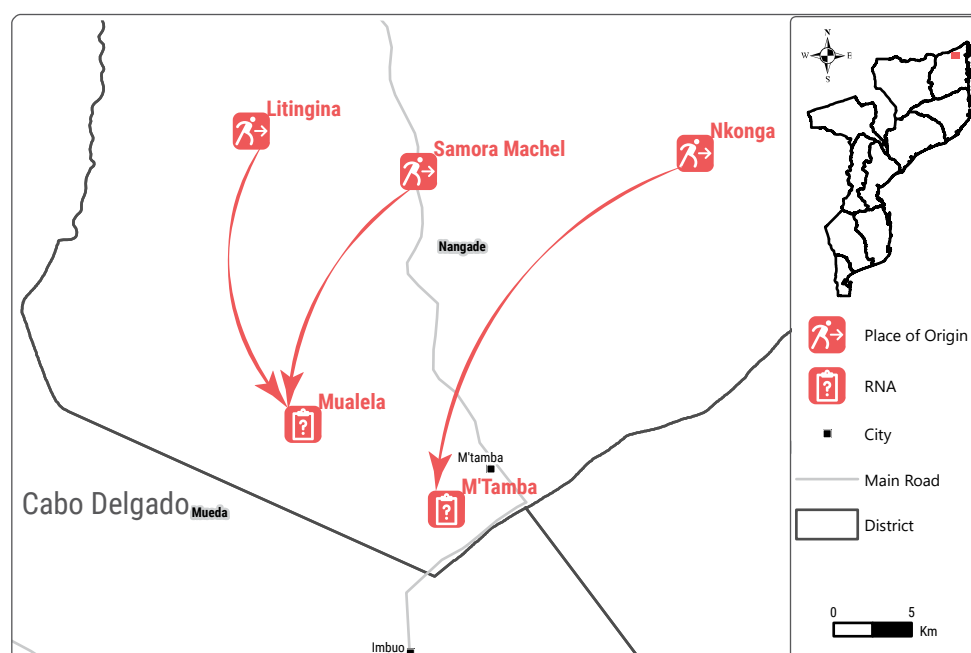 Litingina
Samora Machel
Nkonga
Nangade
Mualela
M'tamba
M'Tamba
Cabo Delgado
Mueda
Imbuo
N
W E
S
Place of Origin
RNA
City
Main Road
District
0 5
Km